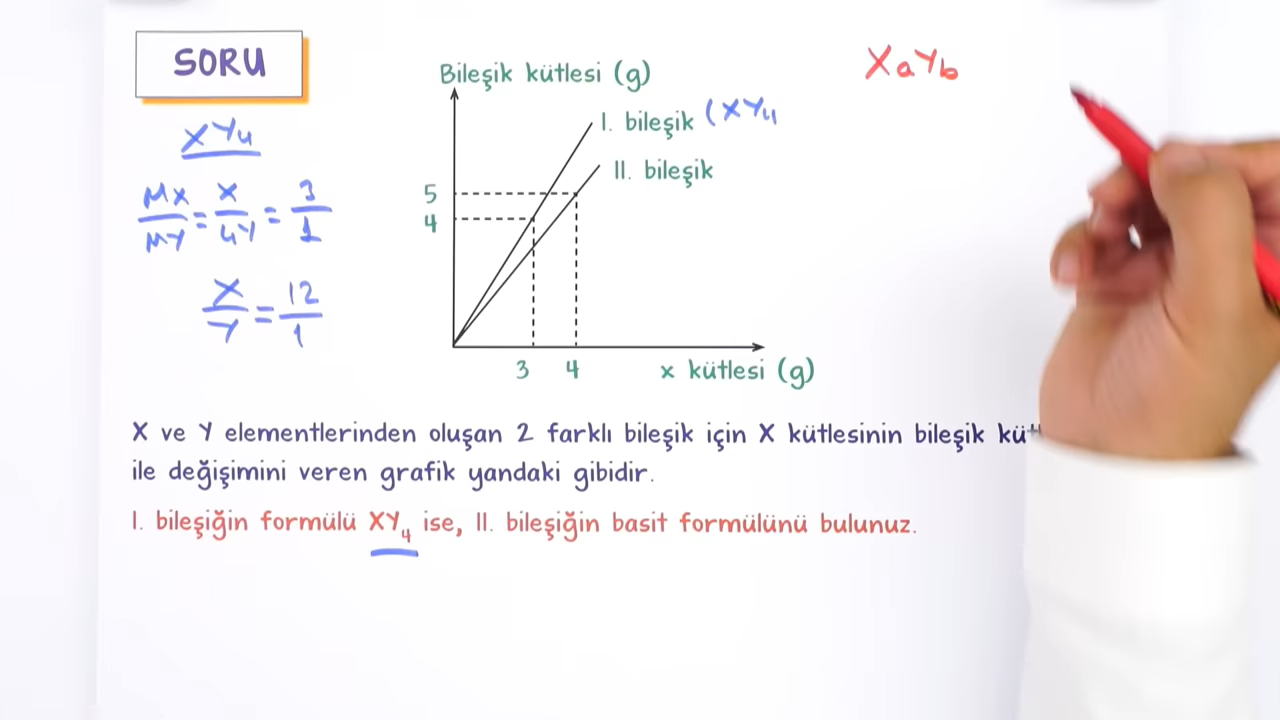 SORU
XY4
MX/MY = X/4Y = 3/1
X/Y = 12/1
Bileşik kütlesi (g)
I. bileşik (XY4
II. bileşik
5
4
3 4 x kütlesi (g)
XaYb
X ve Y elementlerinden oluşan 2 farklı bileşik için X kütlesinin bileşik
ile değişimini veren grafik yandaki gibidir.
I. bileşiğin formülü XY4 ise, II. bileşiğin basit formülünü bulunuz.